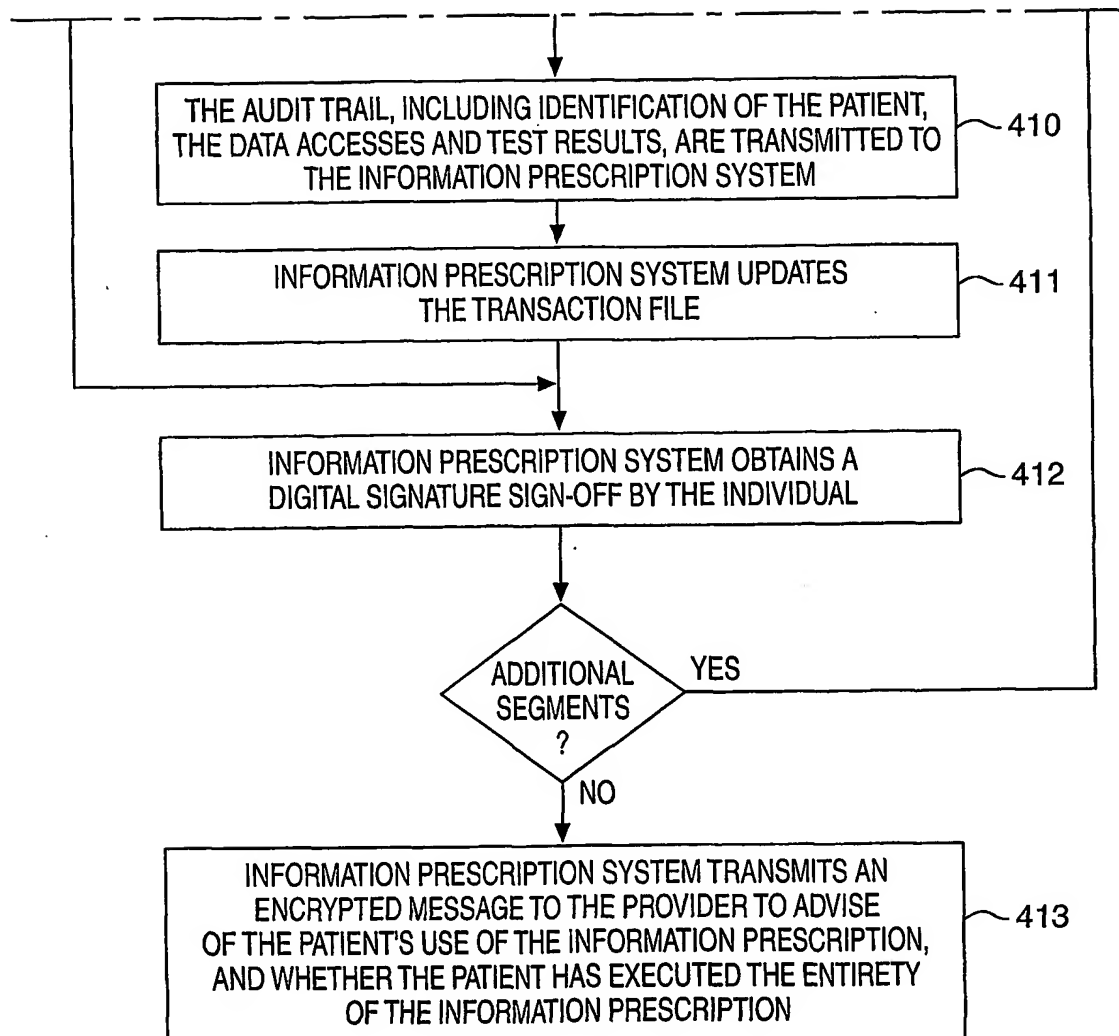 THE AUDIT TRAIL, INCLUDING IDENTIFICATION OF THE PATIENT,
THE DATA ACCESSES AND TEST RESULTS, ARE TRANSMITTED TO
THE INFORMATION PRESCRIPTION SYSTEM
410
INFORMATION PRESCRIPTION SYSTEM UPDATES
THE TRANSACTION FILE
411
INFORMATION PRESCRIPTION SYSTEM OBTAINS A
DIGITAL SIGNATURE SIGN-OFF BY THE INDIVIDUAL
412
ADDITIONAL
SEGMENTS
?
YES
NO
INFORMATION PRESCRIPTION SYSTEM TRANSMITS AN
ENCRYPTED MESSAGE TO THE PROVIDER TO ADVISE
OF THE PATIENT'S USE OF THE INFORMATION PRESCRIPTION,
AND WHETHER THE PATIENT HAS EXECUTED THE ENTIRETY
OF THE INFORMATION PRESCRIPTION
413